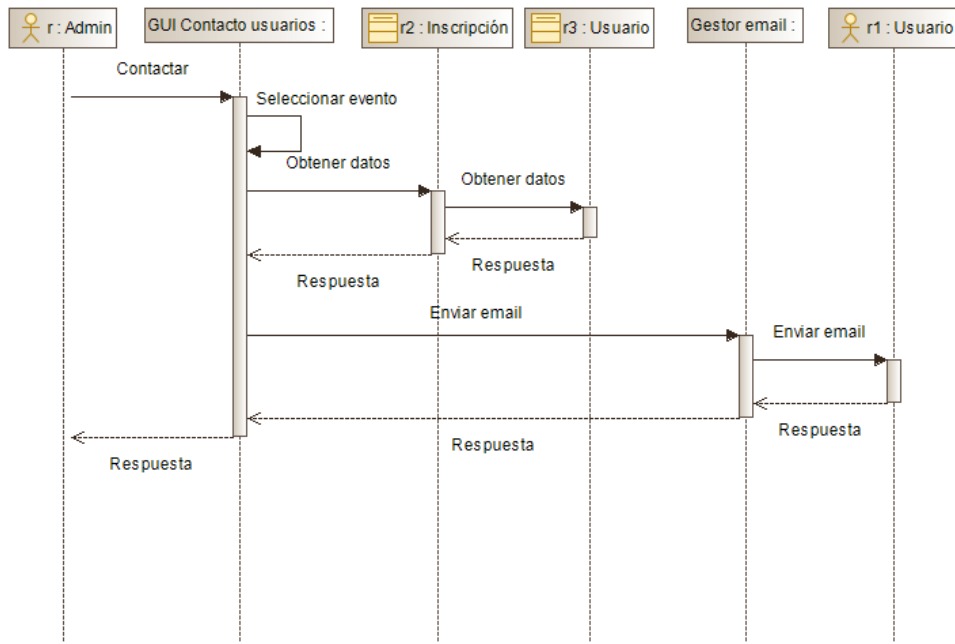 r : Admin
GUI Contacto usuarios :
r2 : Inscripción
r3 : Usuario
Gestor email :
r1 : Usuario
Contactar
Seleccionar evento
Obtener datos
Obtener datos
Respuesta
Respuesta
Enviar email
Enviar email
Respuesta
Respuesta
Respuesta